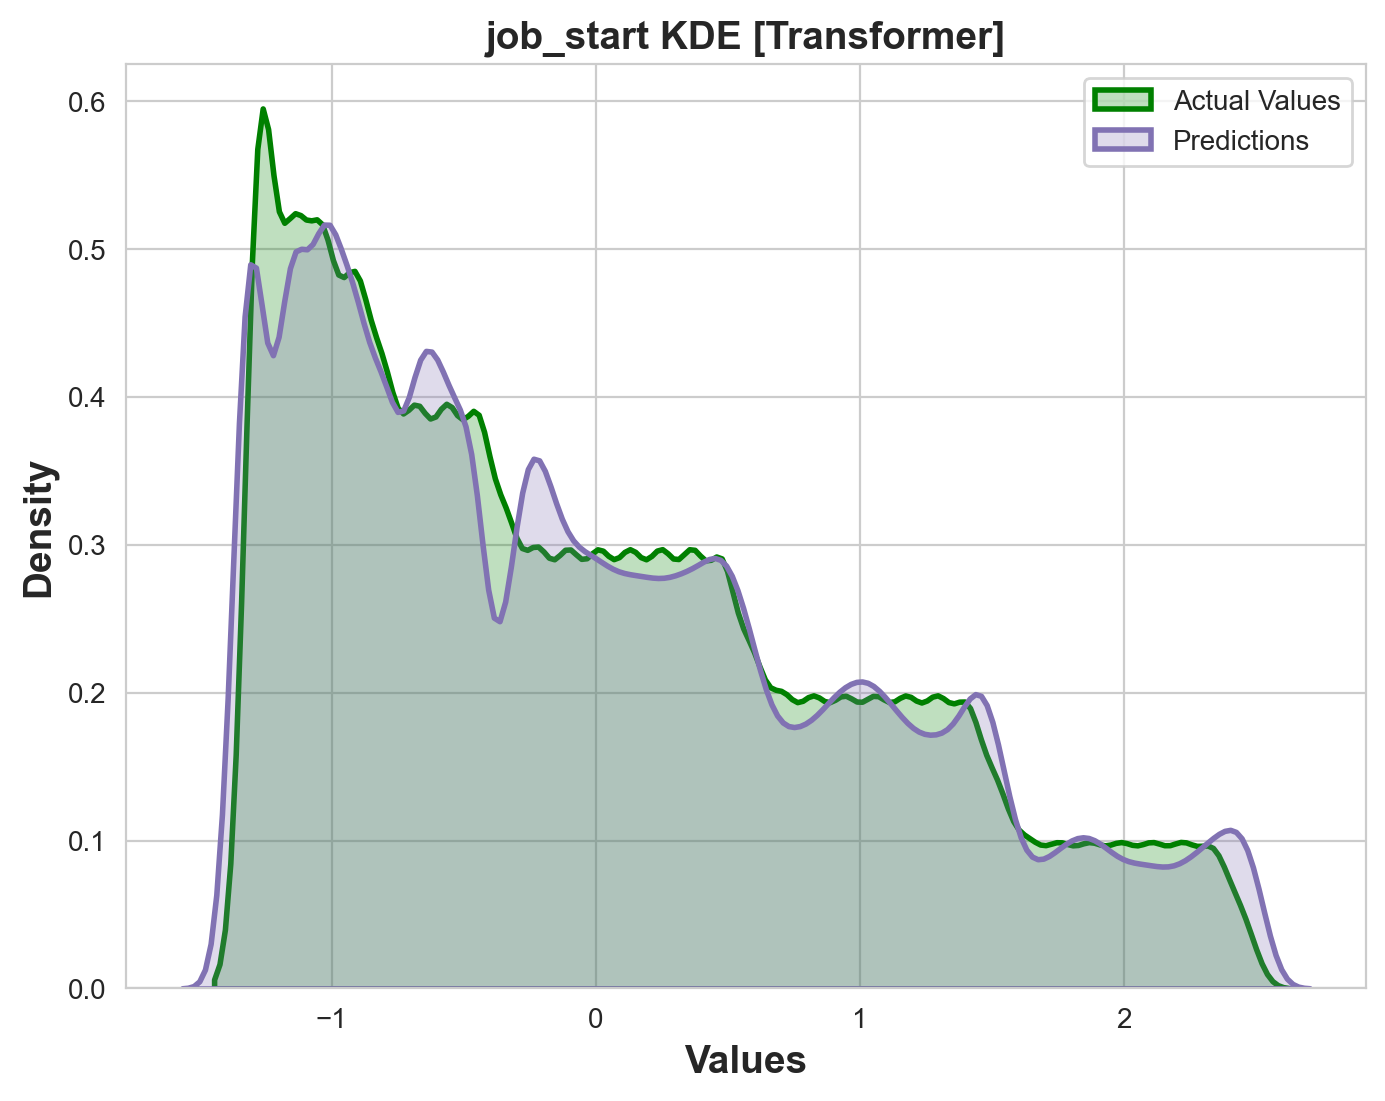 job_start KDE [Transformer]
Actual Values
Predictions
Density
0.6
0.5
0.4
0.3
0.2
0.1
0.0
−1
0
1
2
Values